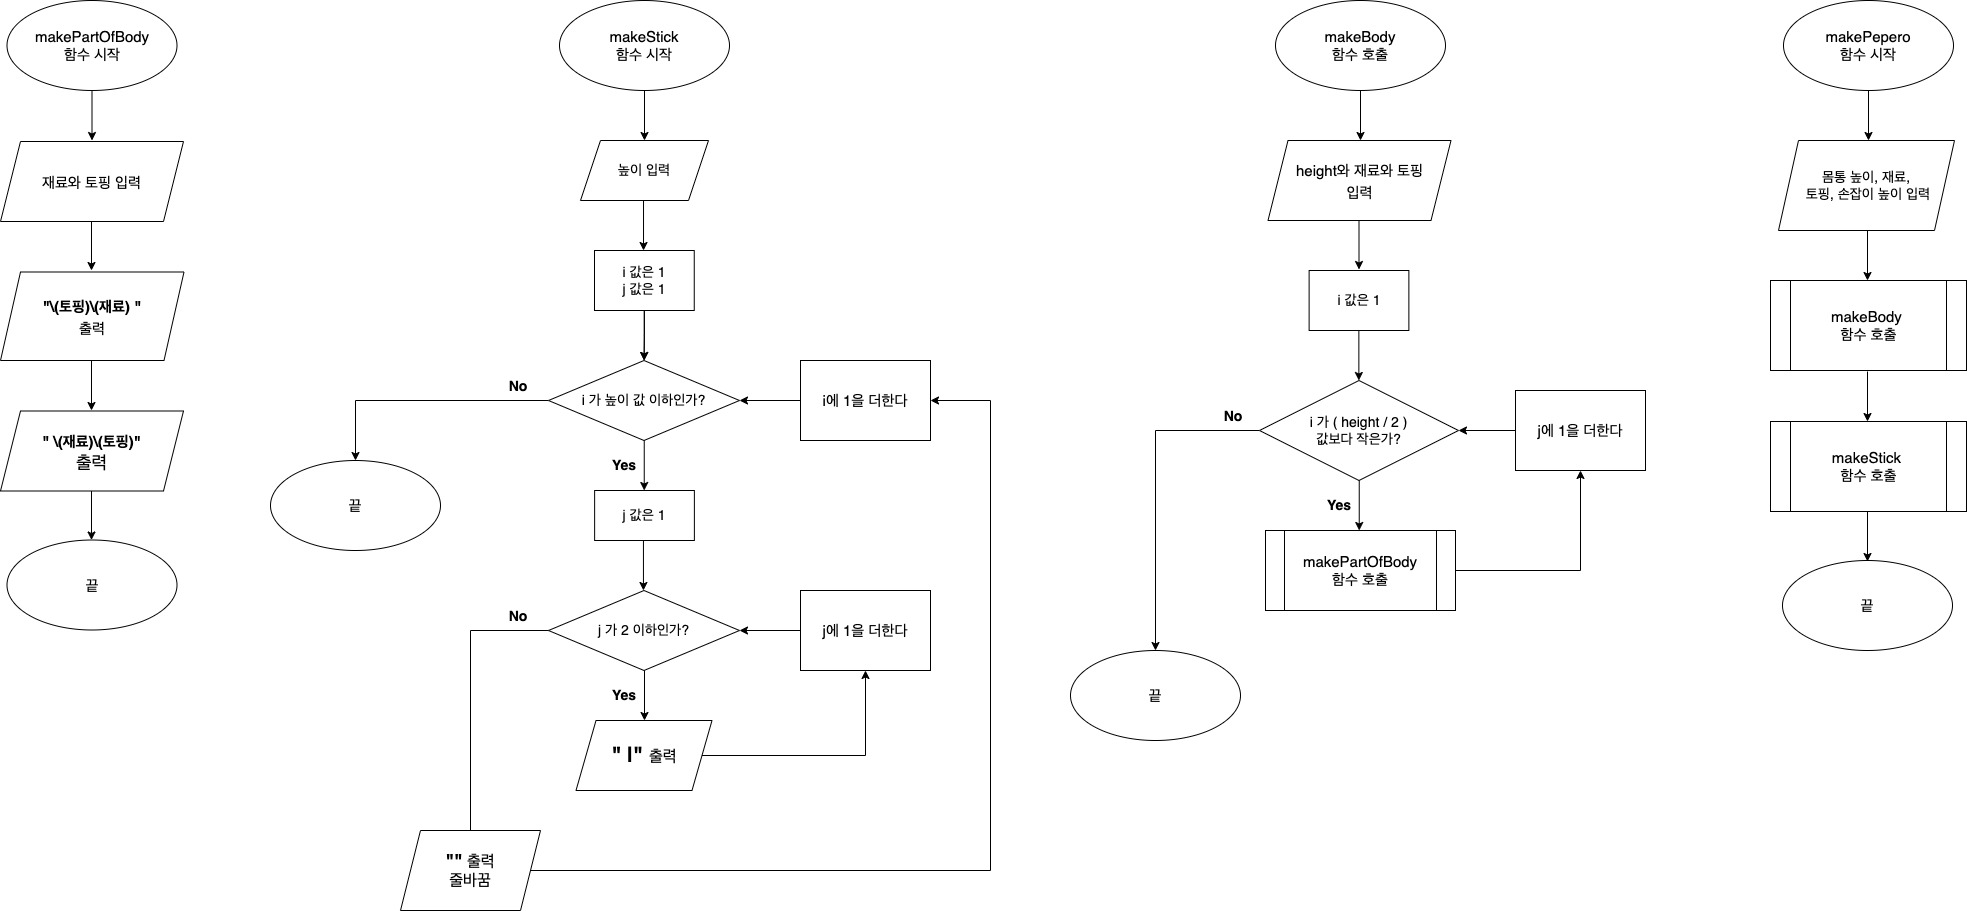 makePartOfBody
함수 시작
재료와 토핑 입력
"\(토핑)\(재료) "
출력
" \(재료)\(토핑)"
출력
끝
makeStick
함수 시작
높이 입력
i 값은 1
j 값은 1
i 가 높이 값 이하인가?
No
i에 1을 더한다
끝
Yes
j 값은 1
j 가 2 이하인가?
No
j에 1을 더한다
Yes
" |" 출력
"" 출력
줄바꿈
makeBody
함수 호출
height와 재료와 토핑
입력
i 값은 1
i 가 ( height / 2 )
값보다 작은가?
No
j에 1을 더한다
Yes
makePartOfBody
함수 호출
끝
makePepero
함수 시작
몸통 높이, 재료,
토핑, 손잡이 높이 입력
makeBody
함수 호출
makeStick
함수 호출
끝